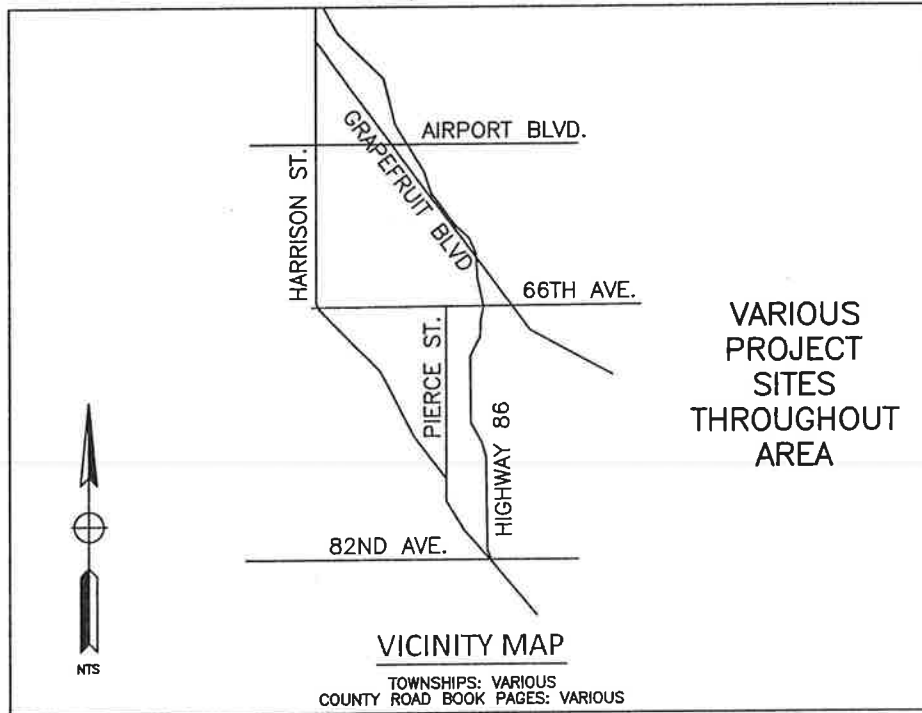 AIRPORT BLVD.
GRAPEFRUIT BLVD
HARRISON ST.
66TH AVE.
PIERCE ST.
HIGHWAY 86
82ND AVE.
VARIOUS
PROJECT
SITES
THROUGHOUT
AREA
NTS
VICINITY MAP
TOWNSHIPS: VARIOUS
COUNTY ROAD BOOK PAGES: VARIOUS